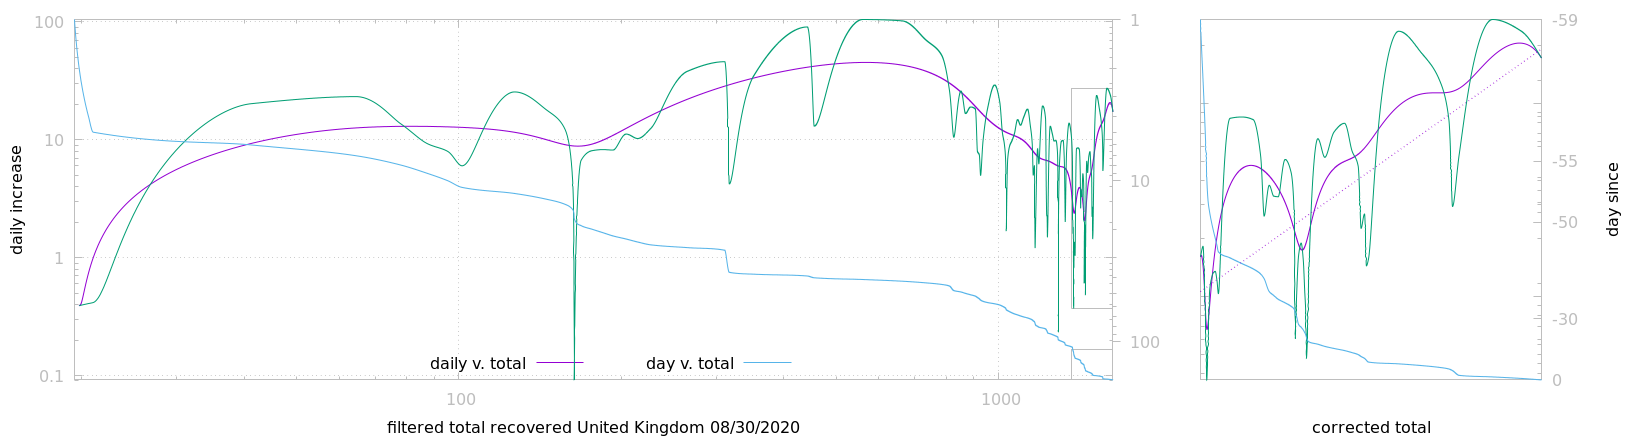 100
10
1
0.1
daily increase
daily v. total
day v. total
100
1000
1
10
100
filtered total recovered United Kingdom 08/30/2020
-59
-55
-50
-30
0
day since
corrected total